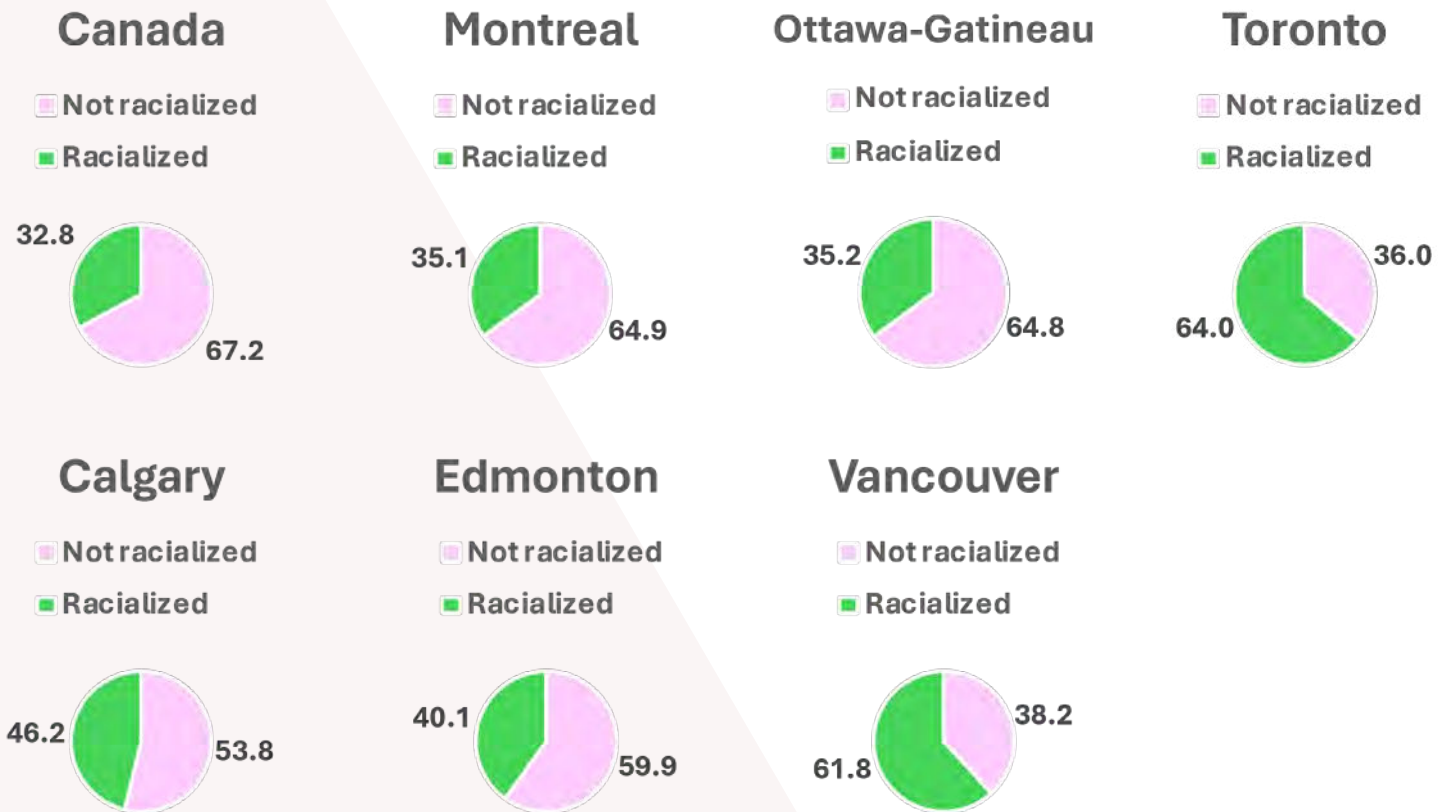 Canada
Not racialized
Racialized
32.8
67.2
Montreal
Not racialized
Racialized
35.1
64.9
Ottawa-Gatineau
Not racialized
Racialized
35.2
64.8
Toronto
Not racialized
Racialized
36.0
64.0
Calgary
Not racialized
Racialized
46.2
53.8
Edmonton
Not racialized
Racialized
40.1
59.9
Vancouver
Not racialized
Racialized
38.2
61.8